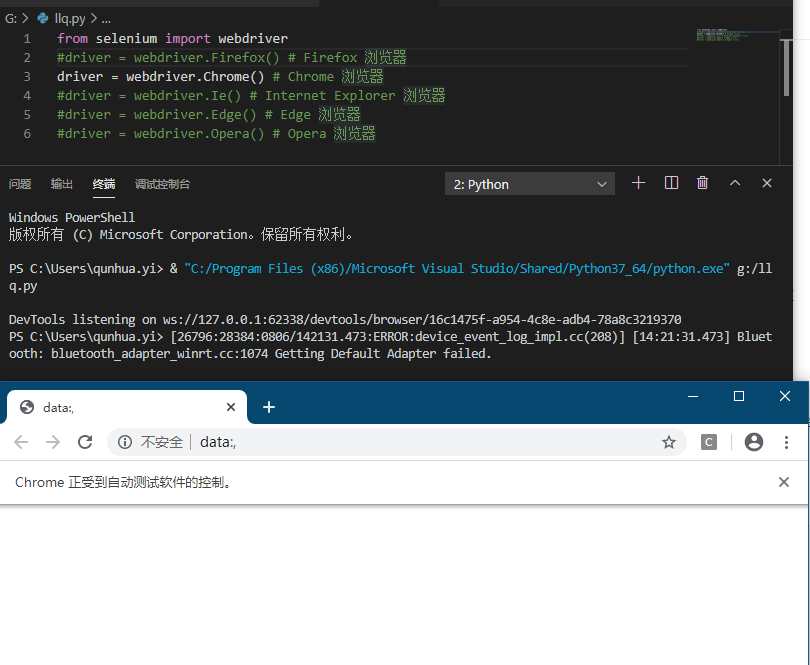 G: > llq.py > ...
1 from selenium import webdriver
2 #driver = webdriver.Firefox() # Firefox 浏览器
3 driver = webdriver.Chrome() # Chrome 浏览器
4 #driver = webdriver.Ie() # Internet Explorer 浏览器
5 #driver = webdriver.Edge() # Edge 浏览器
6 #driver = webdriver.Opera() # Opera 浏览器
问题 输出 终端 调试控制台 2: Python
Windows PowerShell
版权所有 (C) Microsoft Corporation。保留所有权利。
PS C:\Users\qunhua.yi> & "C:/Program Files (x86)/Microsoft Visual Studio/Shared/Python37_64/python.exe" g:/ll
q.py
DevTools listening on ws://127.0.0.1:62338/devtools/browser/16c1475f-a954-4c8e-adb4-78a8c3219370
PS C:\Users\qunhua.yi> [26796:28384:0806/142131.473:ERROR:device_event_log_impl.cc(208)] [14:21:31.473] Bluet
ooth: bluetooth_adapter_winrt.cc:1074 Getting Default Adapter failed.
data:,
不安全 data:,
C
Chrome 正受到自动测试软件的控制。